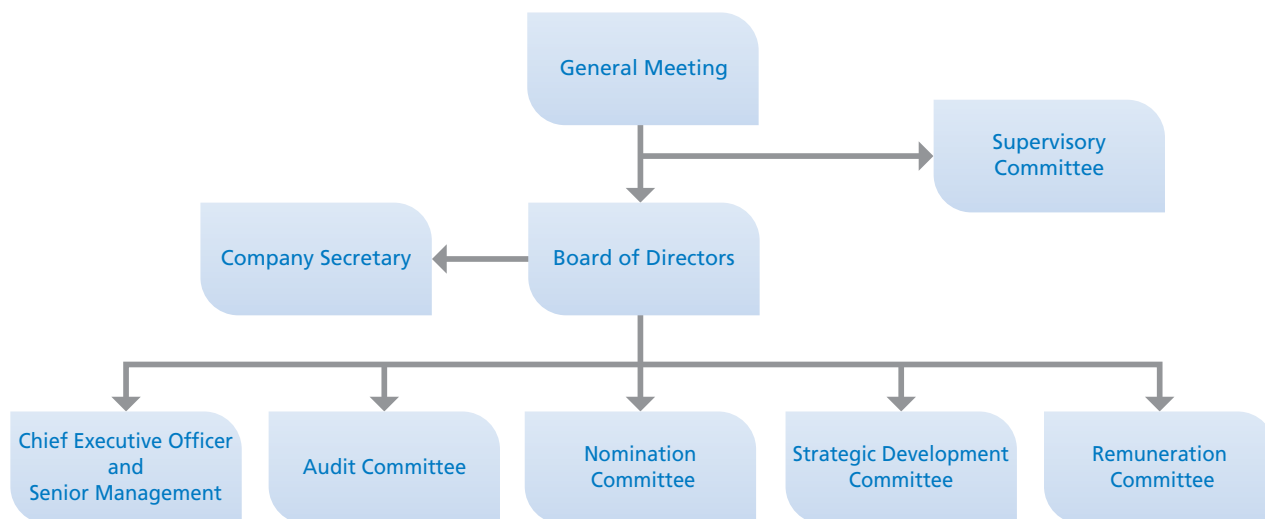 General Meeting
Supervisory
Committee
Company Secretary
Board of Directors
Chief Executive Officer
and
Senior Management
Audit Committee
Nomination
Committee
Strategic Development
Committee
Remuneration
Committee